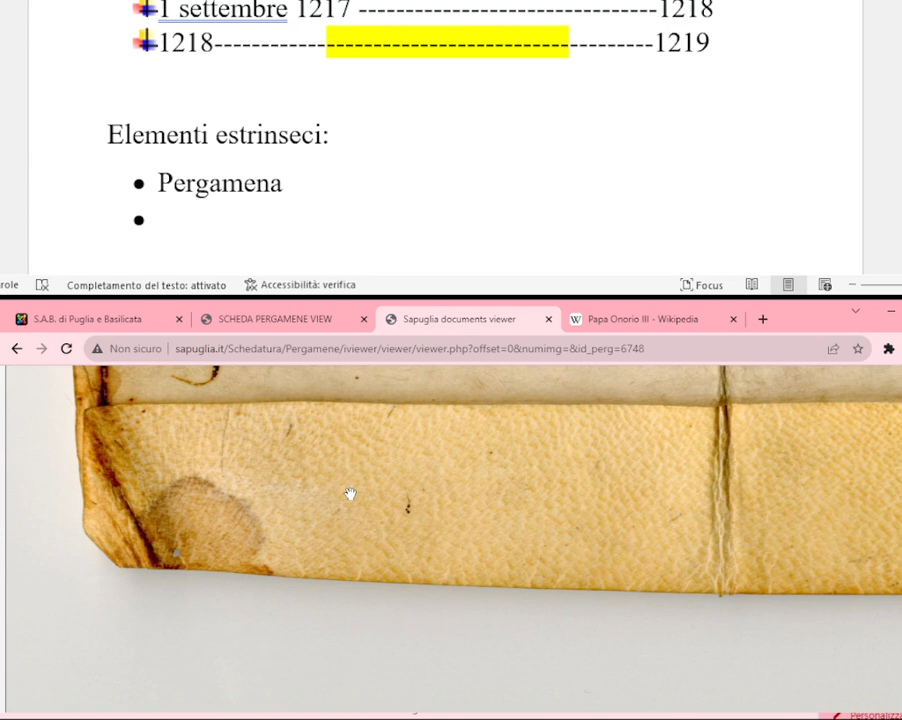 1 settembre 1217 ---------------------------------1218
1218---------------------------------------------------1219
Elementi estrinseci:
Pergamena
role Completamento del testo: attivato Accessibilità: verifica Focus
S.A.B. di Puglia e Basilicata SCHEDA PERGAMENE VIEW Sapuglia documents viewer Papa Onorio III - Wikipedia
Non sicuro sapuglia.it/Schedatura/Pergamene/iviewer/viewer/viewer.php?offset=0&numimg=&id_perg=6748
Personalizza